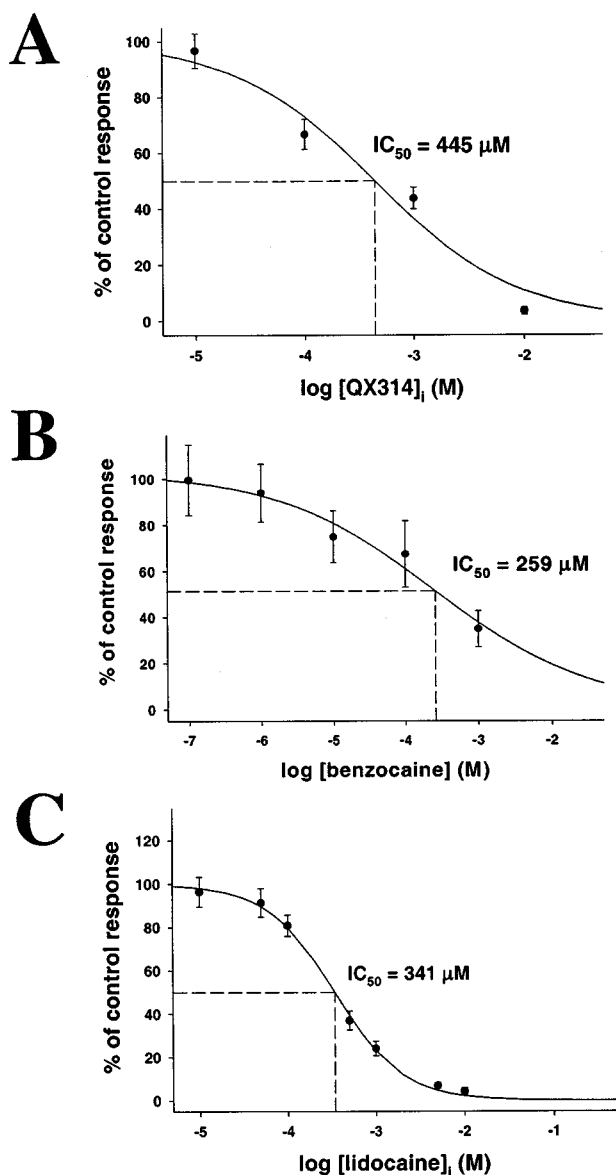 A
% of control response
100
80
60
40
20
0
IC50 = 445 µM
-5 -4 -3 -2
log [QX314]i (M)
B
% of control response
100
80
60
40
20
0
IC50 = 259 µM
-7 -6 -5 -4 -3 -2
log [benzocaine] (M)
C
% of control response
120
100
80
60
40
20
0
IC50 = 341 µM
-5 -4 -3 -2 -1
log [lidocaine]i (M)